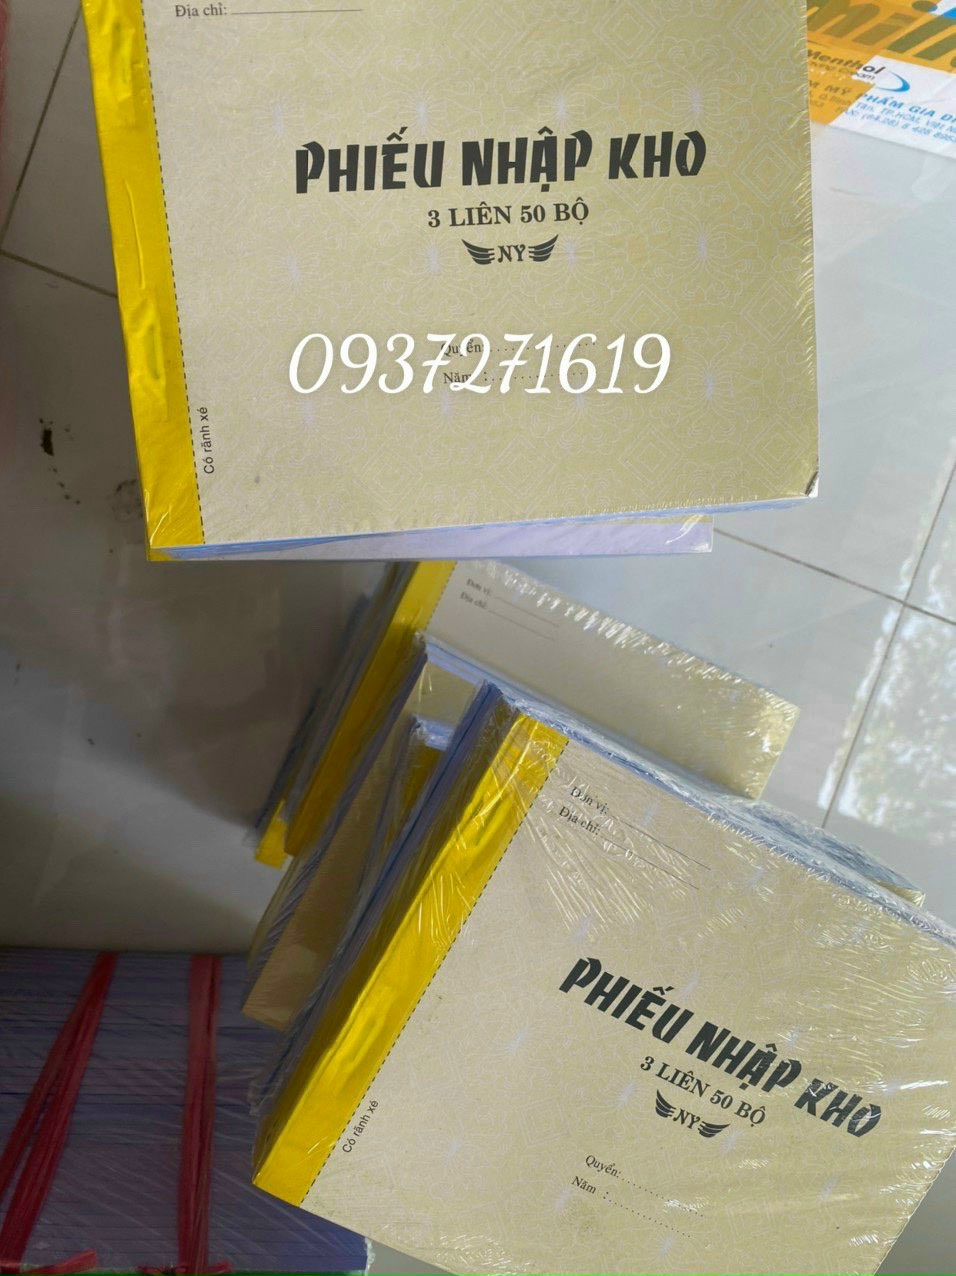 Địa chỉ:
Menthol
PHIẾU NHẬP KHO
3 LIÊN 50 BỘ
NY
Quyển:
0937271619
Năm :
Có rãnh xé
Đơn vị:
Địa chỉ:
Đơn vị:
Địa chỉ:
PHIẾU NHẬP KHO
3 LIÊN 50 BỘ
NY
Có rãnh xé
Quyển:
Năm :